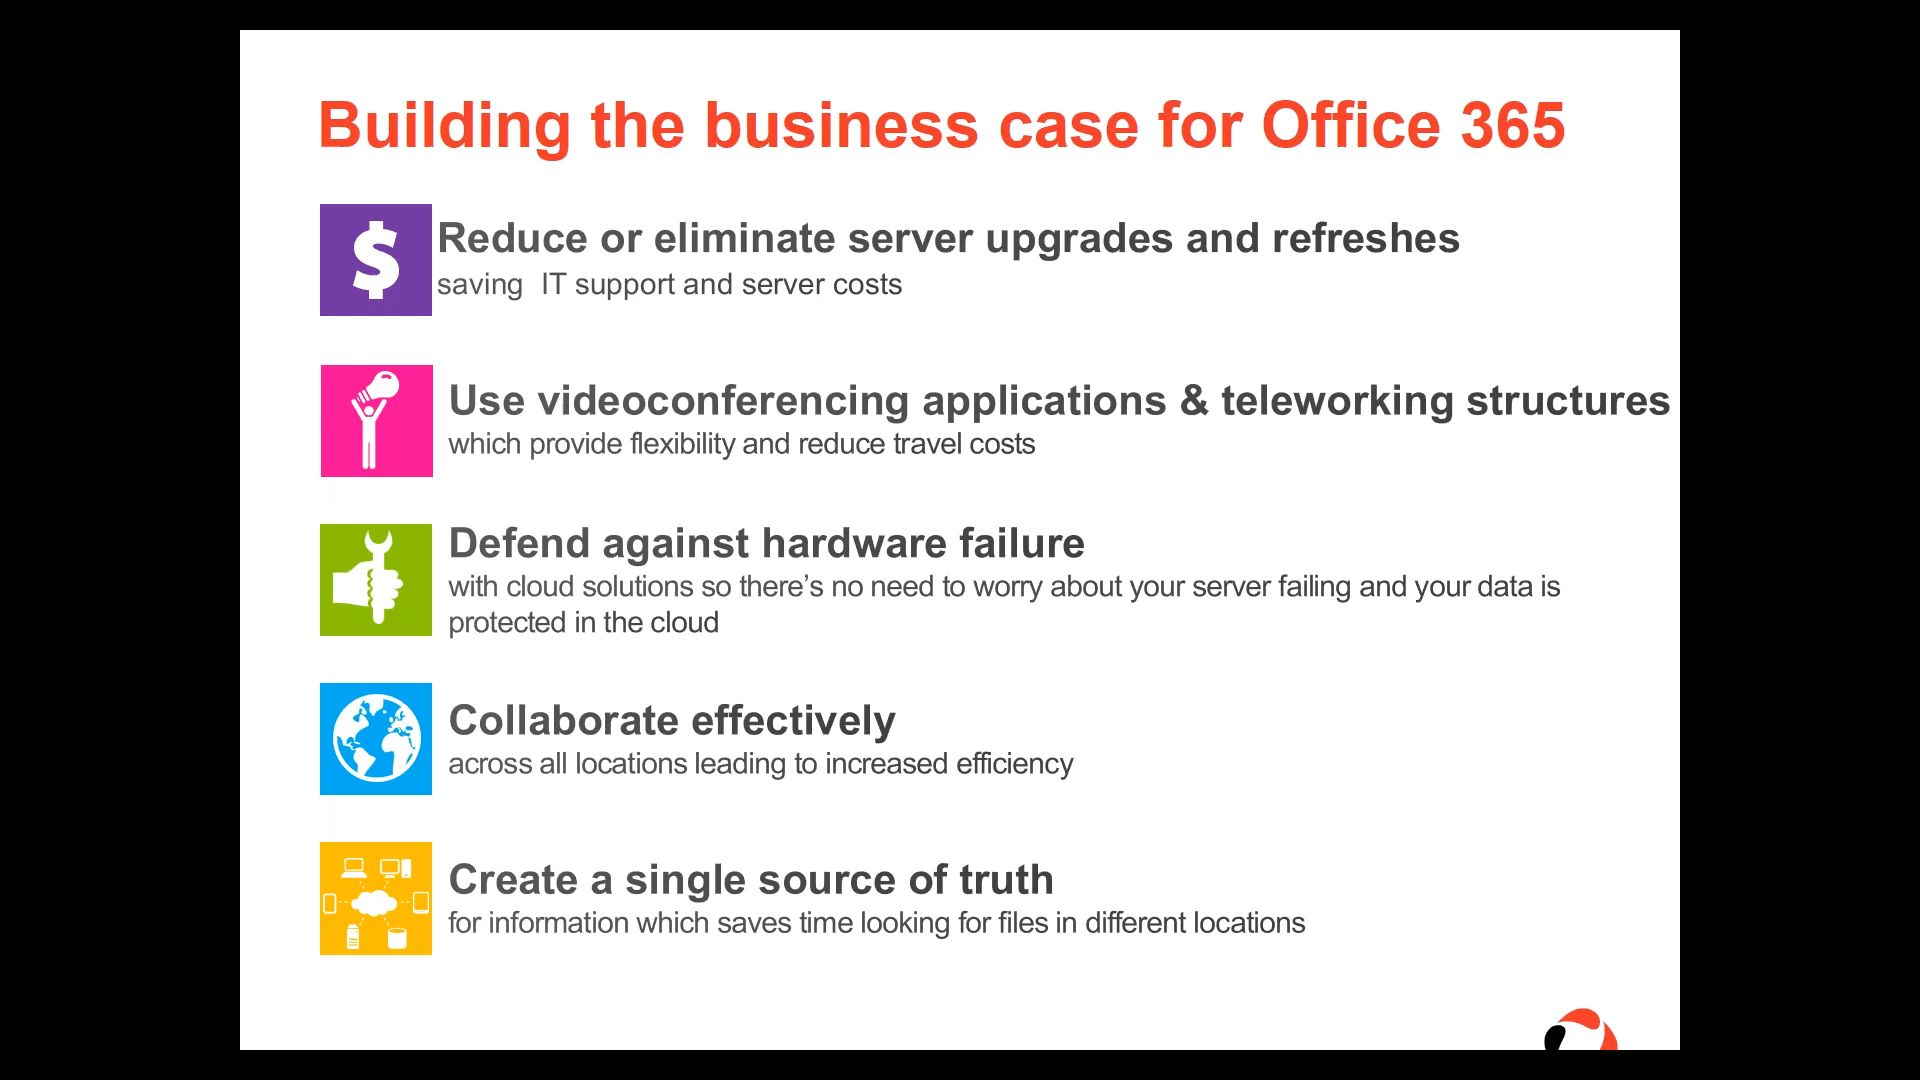 Building the business case for Office 365
Reduce or eliminate server upgrades and refreshes
saving  IT support and server costs
Use videoconferencing applications & teleworking structures
which provide flexibility and reduce travel costs
Defend against hardware failure
with cloud solutions so there’s no need to worry about your server failing and your data is
protected in the cloud
Collaborate effectively
across all locations leading to increased efficiency
Create a single source of truth
for information which saves time looking for files in different locations